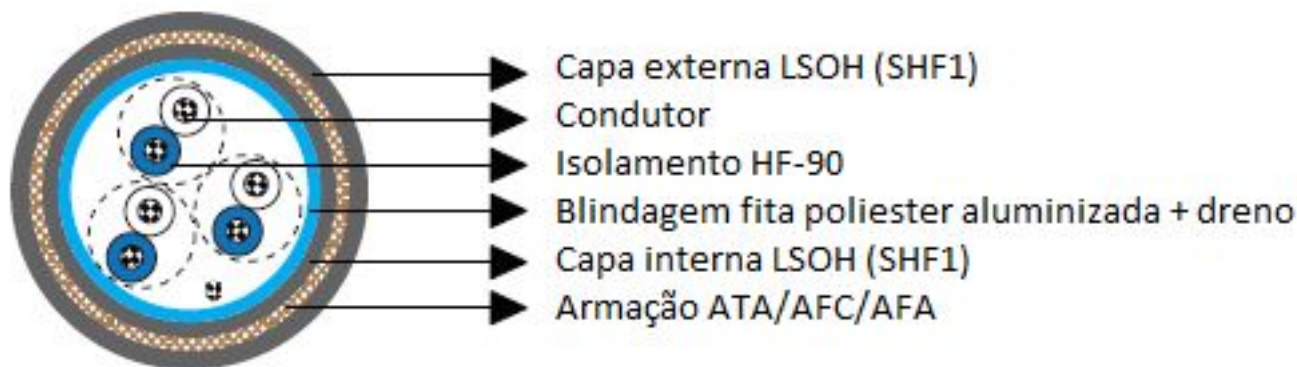 Capa externa LSOH (SHF1)
Condutor
Isolamento HF-90
Blindagem fita poliester aluminizada + dreno
Capa interna LSOH (SHF1)
Armação ATA/AFC/AFA